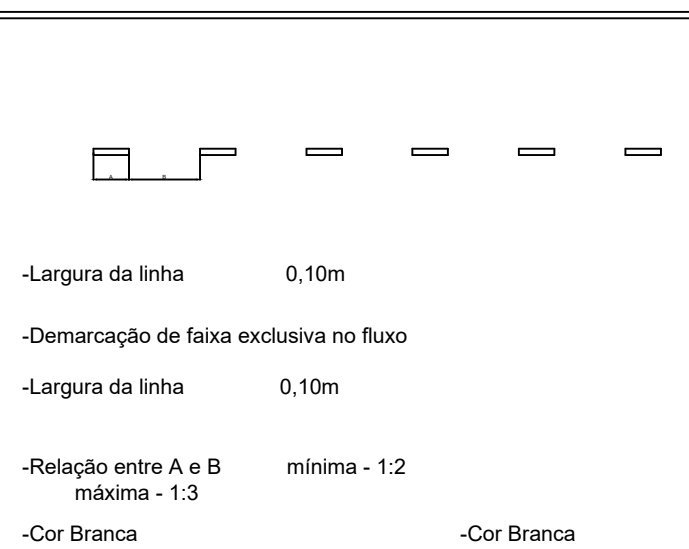 A B
-Largura da linha 0,10m
-Demarcação de faixa exclusiva no fluxo
-Largura da linha 0,10m
-Relação entre A e B mínima - 1:2
máxima - 1:3
-Cor Branca -Cor Branca